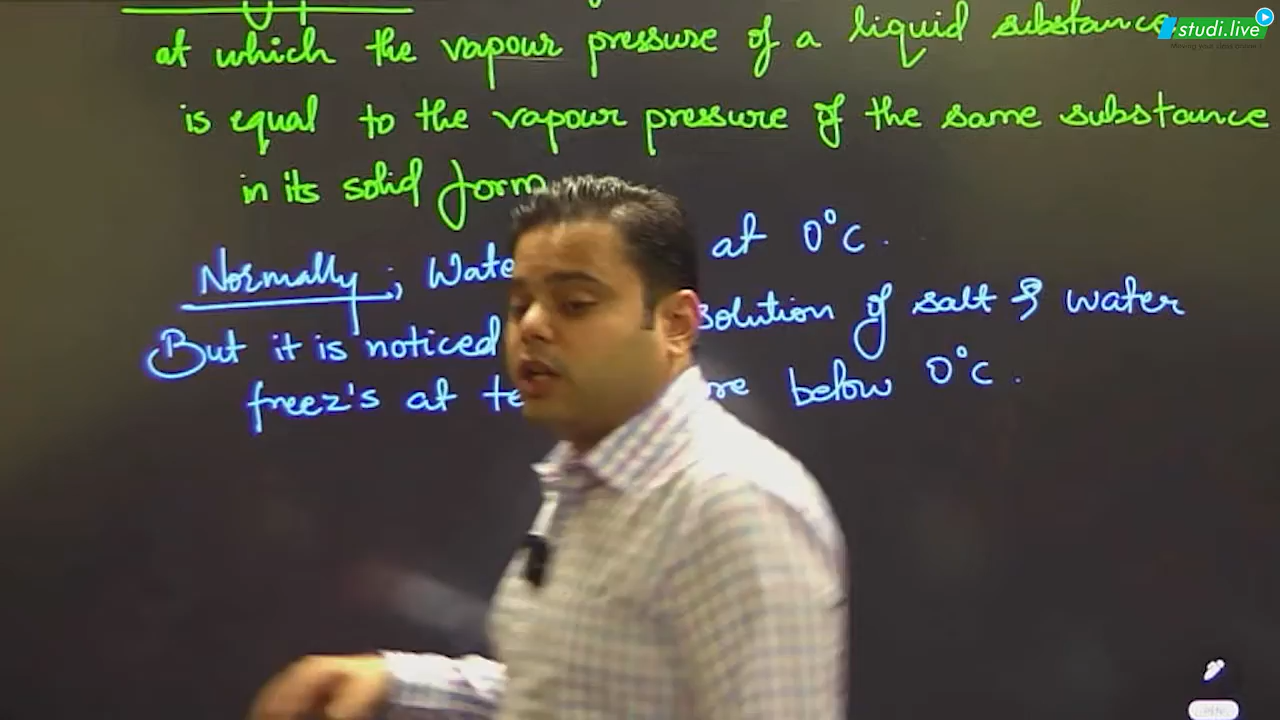 studi.live
at which the vapour pressure of a liquid substance
is equal to the vapour pressure of the same substance
in its solid form
Normally; Wate at 0°c.
But it is noticed solution of salt & water
freez's at te re below 0°c.